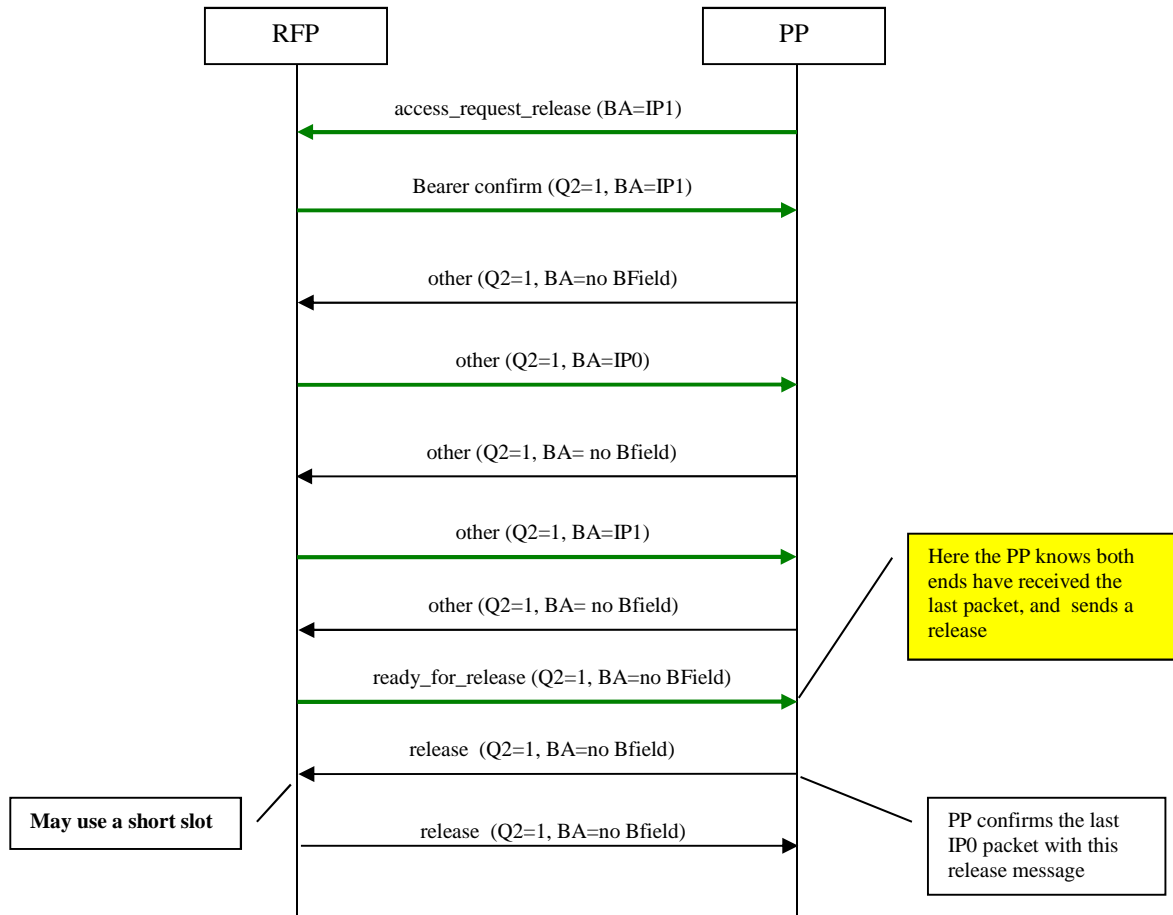 RFP
PP
access_request_release (BA=IP1)
Bearer confirm (Q2=1, BA=IP1)
other (Q2=1, BA=no BField)
other (Q2=1, BA=IP0)
other (Q2=1, BA= no Bfield)
other (Q2=1, BA=IP1)
Here the PP knows both
ends have received the
last packet, and sends a
release
other (Q2=1, BA= no Bfield)
ready_for_release (Q2=1, BA=no BField)
release (Q2=1, BA=no Bfield)
May use a short slot
PP confirms the last
IP0 packet with this
release message
release (Q2=1, BA=no Bfield)